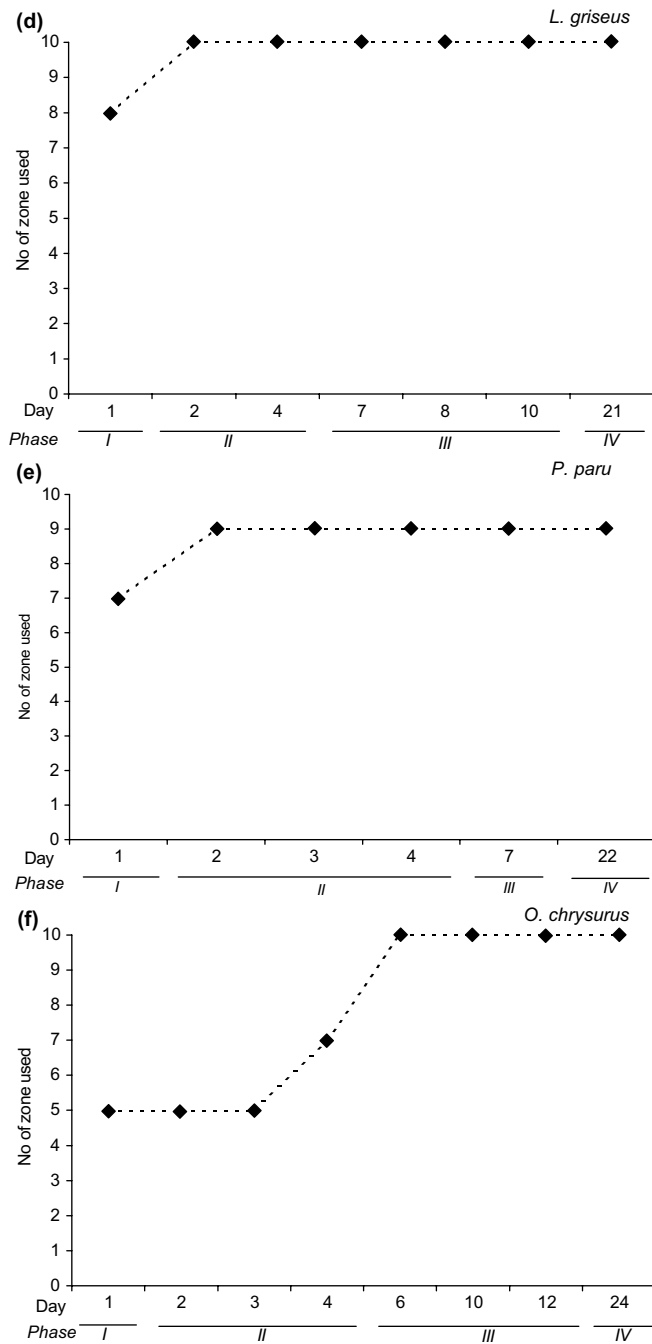 (d) L. griseus
10
9
8
7
6
5
4
3
2
1
0
No of zone used
Day 1 2 4 7 8 10 21
Phase I II III IV
(e) P. paru
10
9
8
7
6
5
4
3
2
1
0
No of zone used
Day 1 2 3 4 7 22
Phase I II III IV
(f) O. chrysurus
10
9
8
7
6
5
4
3
2
1
0
No of zone used
Day 1 2 3 4 6 10 12 24
Phase I II III IV